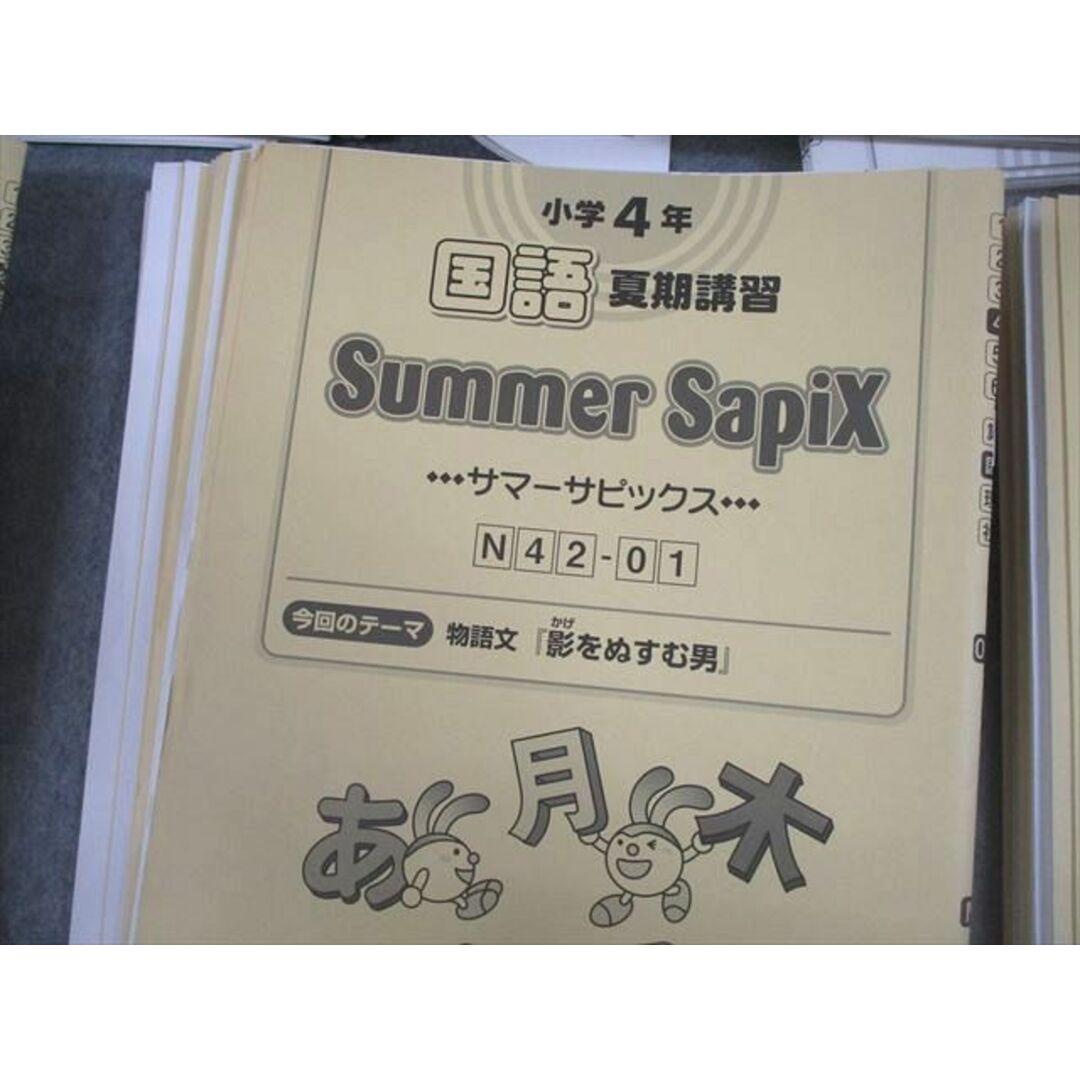 小学4年
国語 夏期講習
Summer SapiX
◆◆◆サマーサピックス◆◆◆
N42-01
今回のテーマ 物語文『影をぬすむ男』
かげ
あ 月 木